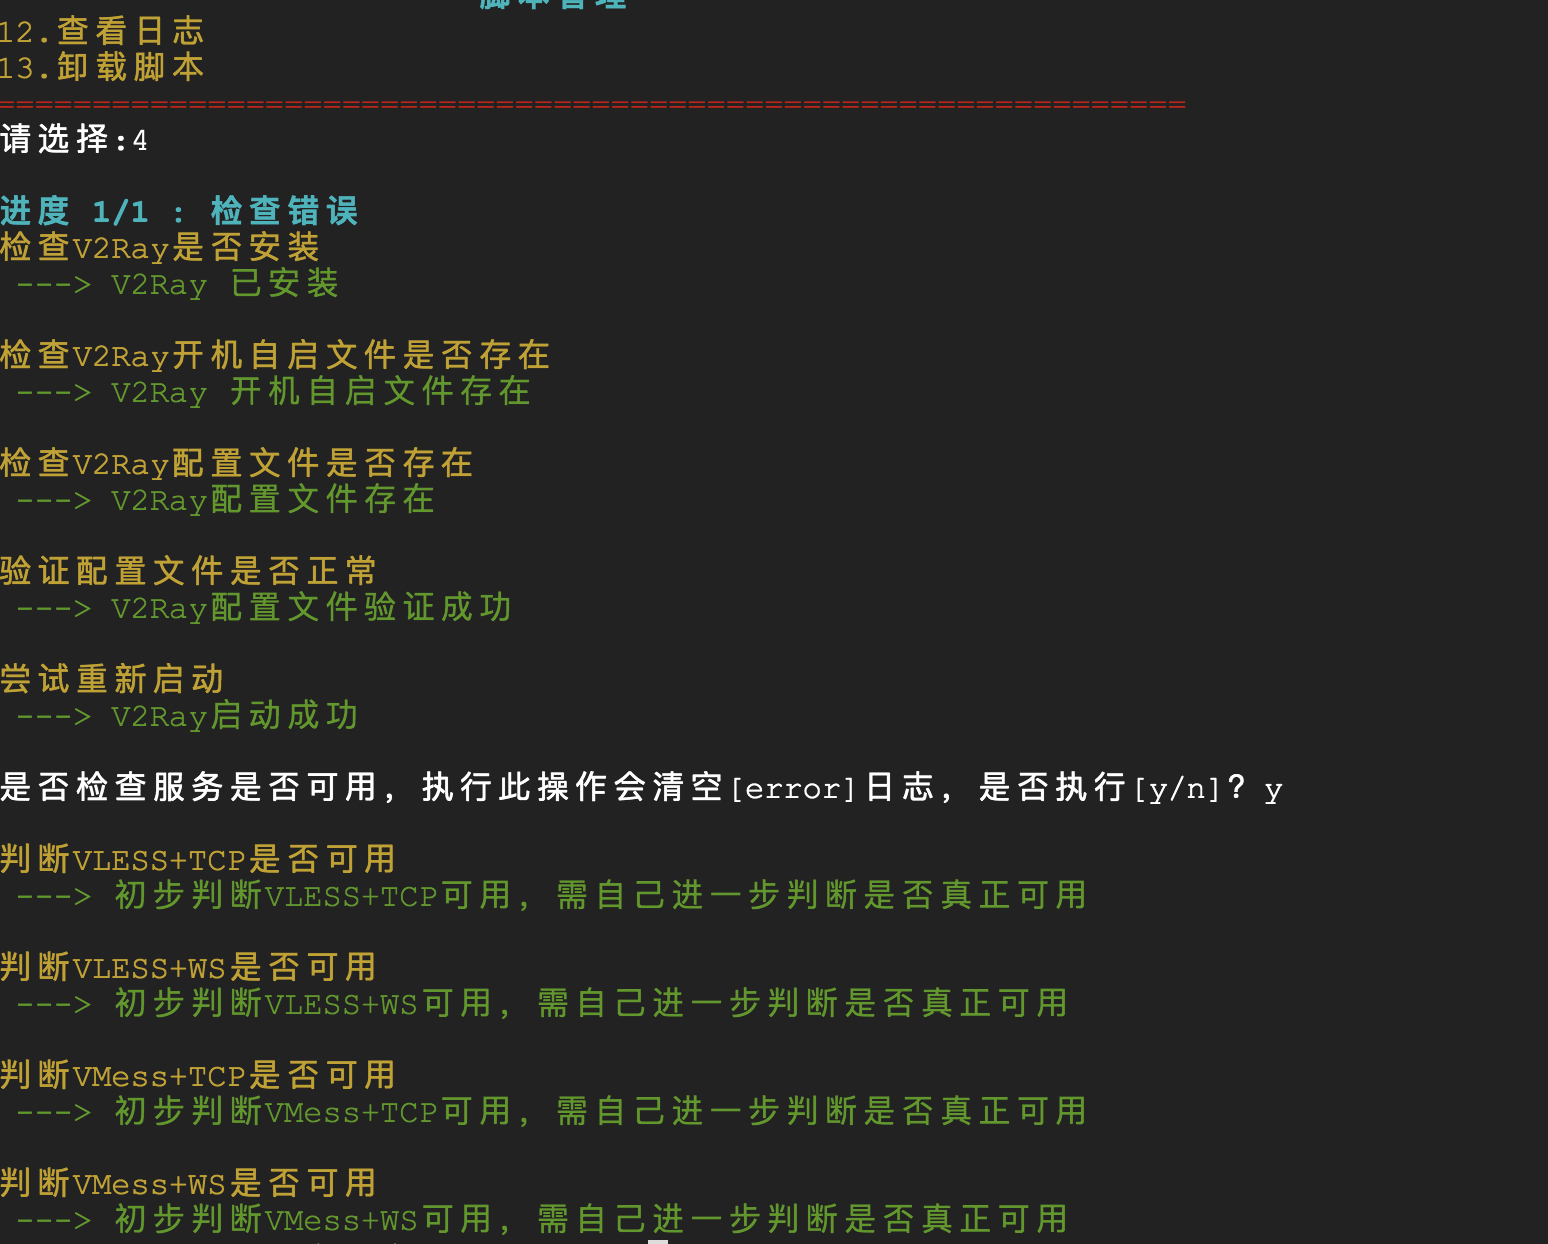 脚本管理
12.查看日志
13.卸载脚本
==============================================================
请选择:4
进度 1/1 : 检查错误
检查V2Ray是否安装
---> V2Ray 已安装
检查V2Ray开机自启文件是否存在
---> V2Ray 开机自启文件存在
检查V2Ray配置文件是否存在
---> V2Ray配置文件存在
验证配置文件是否正常
---> V2Ray配置文件验证成功
尝试重新启动
---> V2Ray启动成功
是否检查服务是否可用，执行此操作会清空[error]日志，是否执行[y/n]？y
判断VLESS+TCP是否可用
---> 初步判断VLESS+TCP可用，需自己进一步判断是否真正可用
判断VLESS+WS是否可用
---> 初步判断VLESS+WS可用，需自己进一步判断是否真正可用
判断VMess+TCP是否可用
---> 初步判断VMess+TCP可用，需自己进一步判断是否真正可用
判断VMess+WS是否可用
---> 初步判断VMess+WS可用，需自己进一步判断是否真正可用